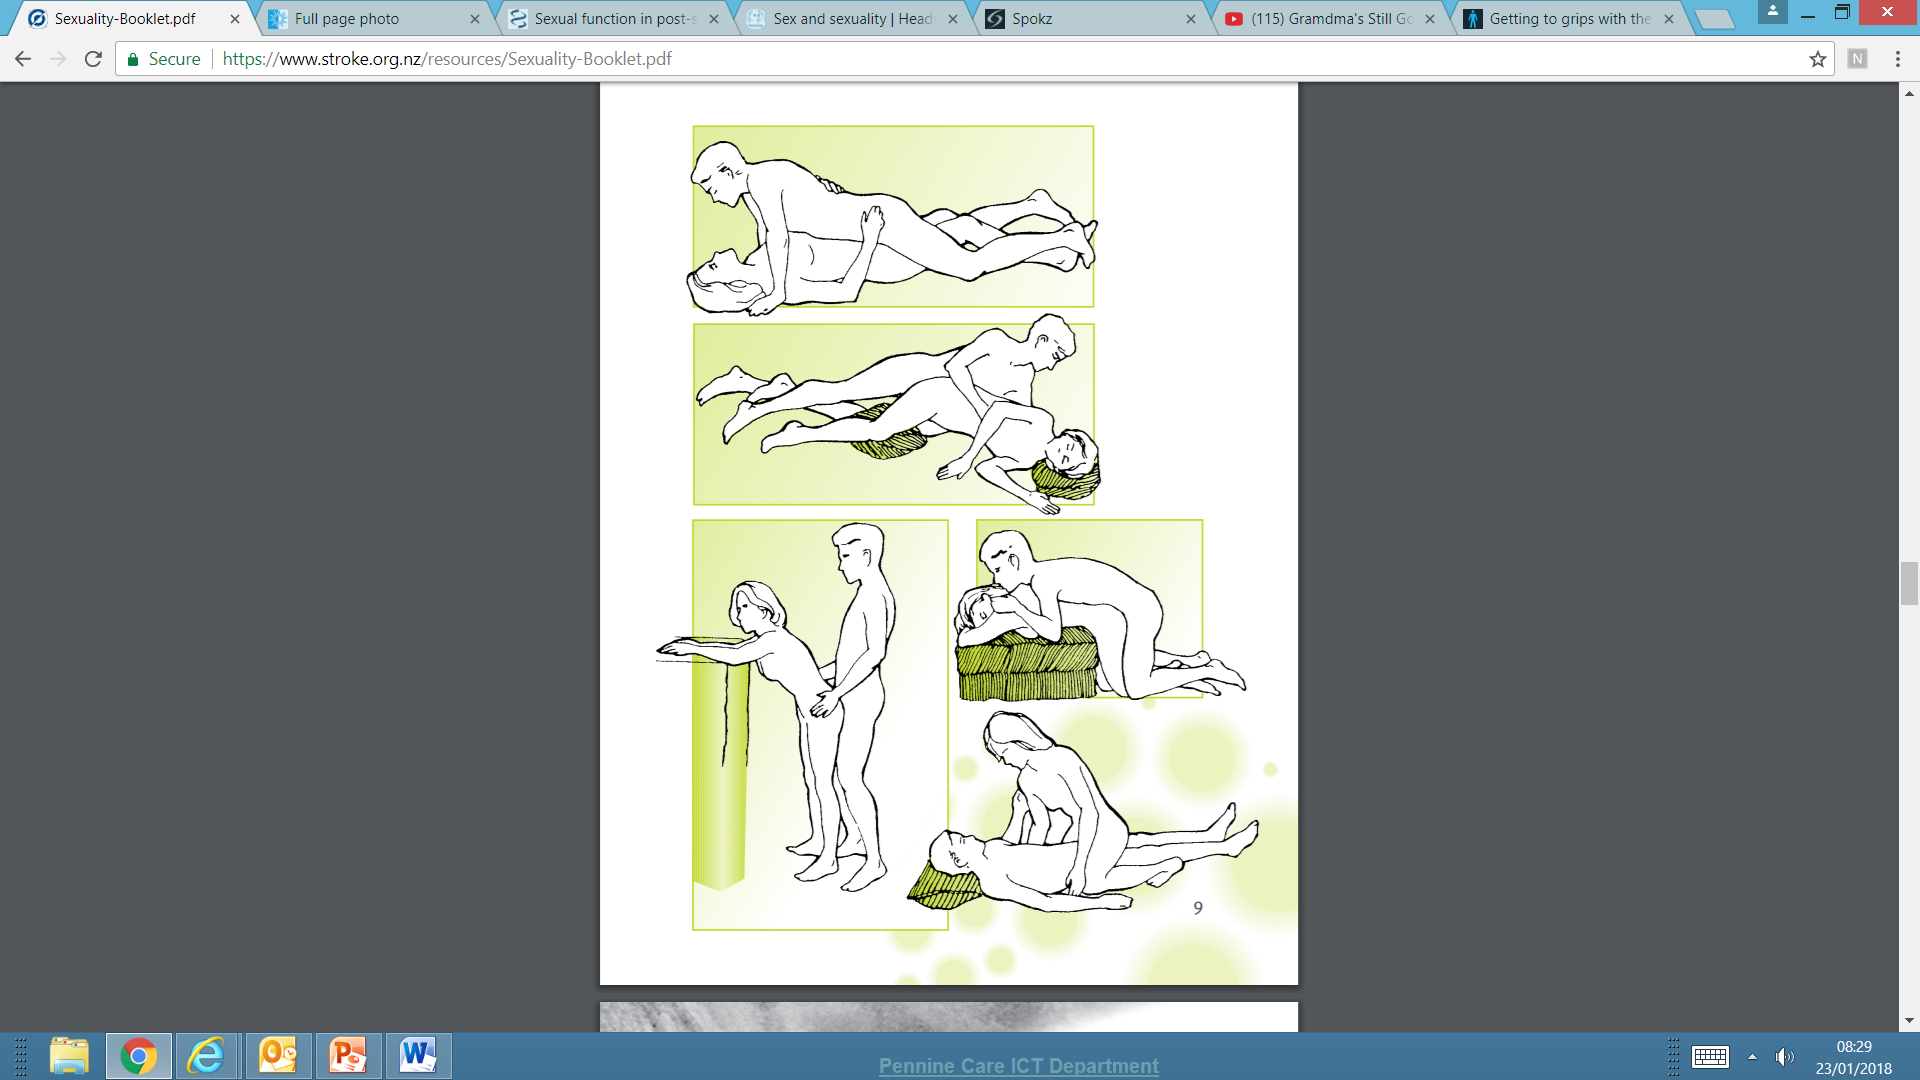 Sexuality-Booklet.pdf
Full page photo
Sexual function in post-s
Sex and sexuality | Head
Spokz
(115) Gramdma's Still Go
Getting to grips with the
Secure
https://www.stroke.org.nz/resources/Sexuality-Booklet.pdf
N
9
Pennine Care ICT Department
08:29
23/01/2018